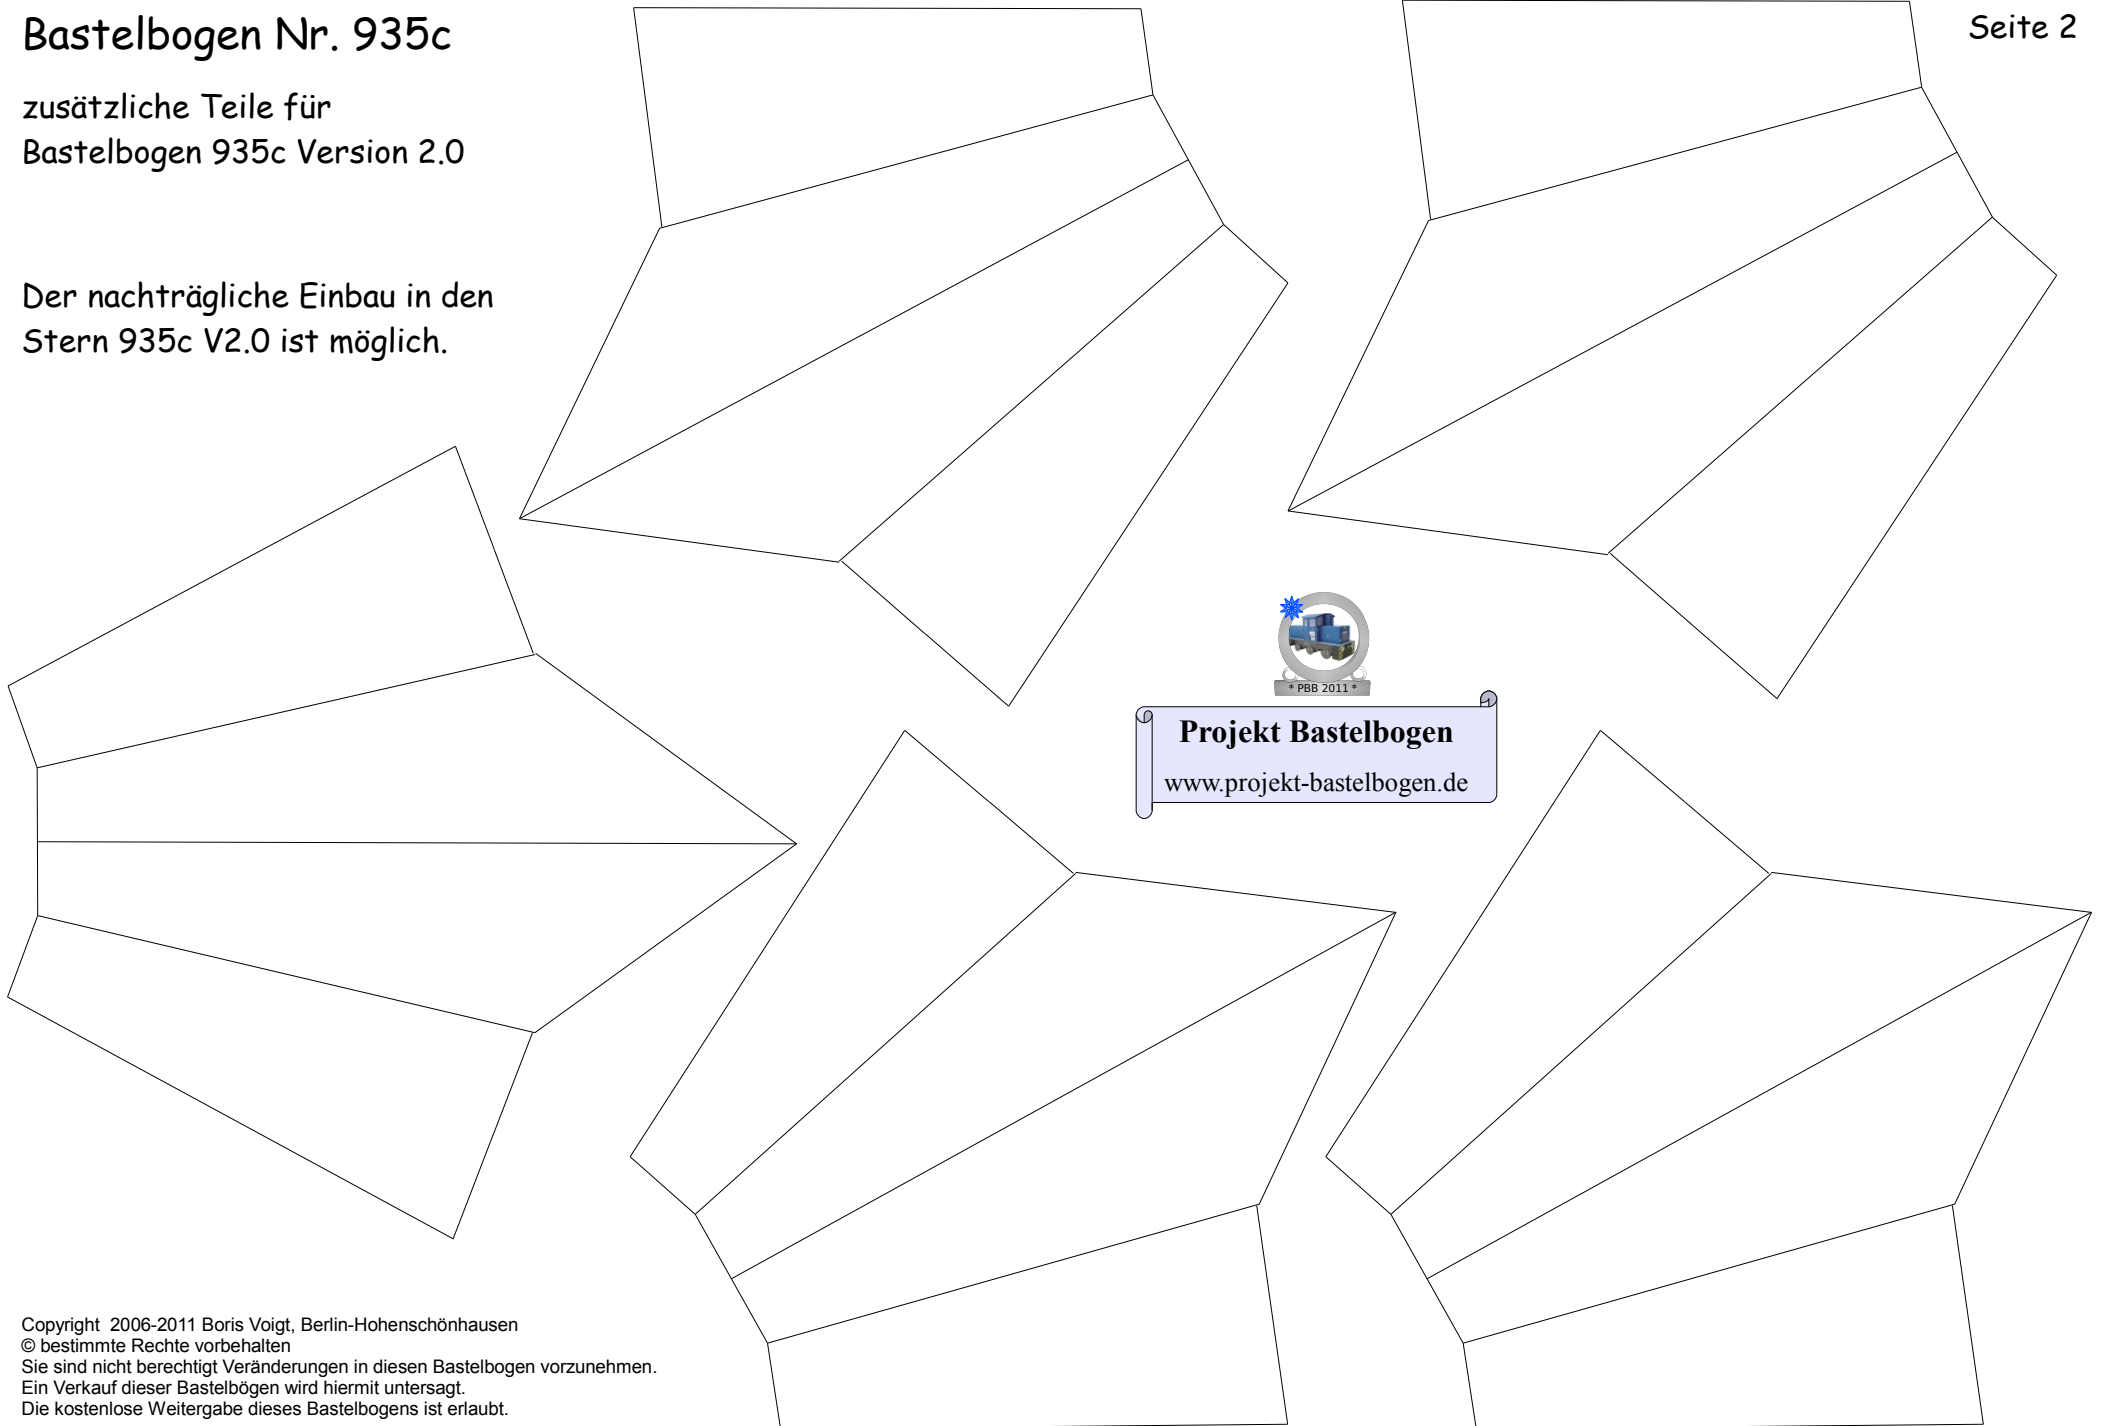 Bastelbogen Nr. 935c
Seite 2
zusätzliche Teile für
Bastelbogen 935c Version 2.0
Der nachträgliche Einbau in den
Stern 935c V2.0 ist möglich.
* PBB 2011 *
Projekt Bastelbogen
www.projekt-bastelbogen.de
Copyright 2006-2011 Boris Voigt, Berlin-Hohenschönhausen
© bestimmte Rechte vorbehalten
Sie sind nicht berechtigt Veränderungen in diesen Bastelbogen vorzunehmen.
Ein Verkauf dieser Bastelbögen wird hiermit untersagt.
Die kostenlose Weitergabe dieses Bastelbogens ist erlaubt.